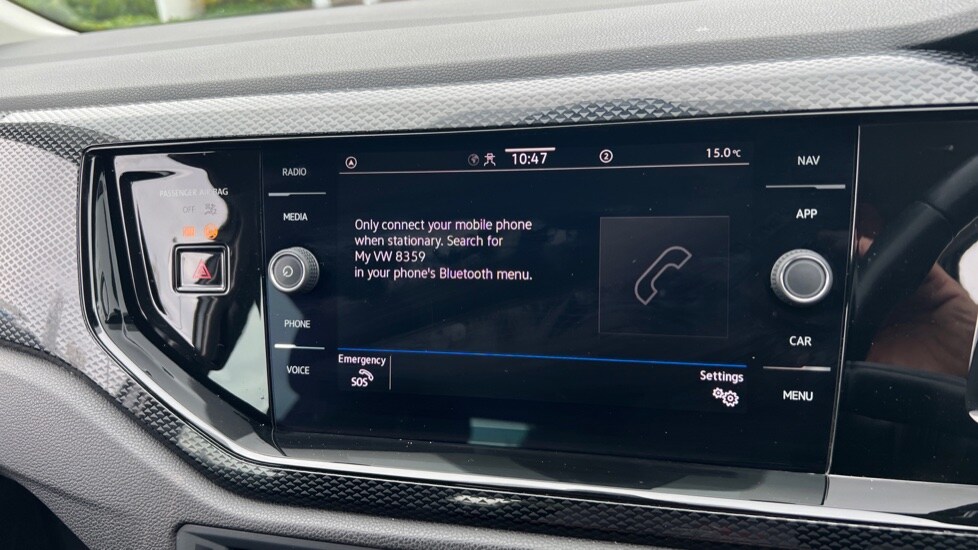 PASSENGER AIRBAG
OFF
RADIO
MEDIA
PHONE
VOICE
10:47
2
15.0°C
Only connect your mobile phone
when stationary. Search for
My VW 8359
in your phone's Bluetooth menu.
Emergency
SOS
Settings
NAV
APP
CAR
MENU